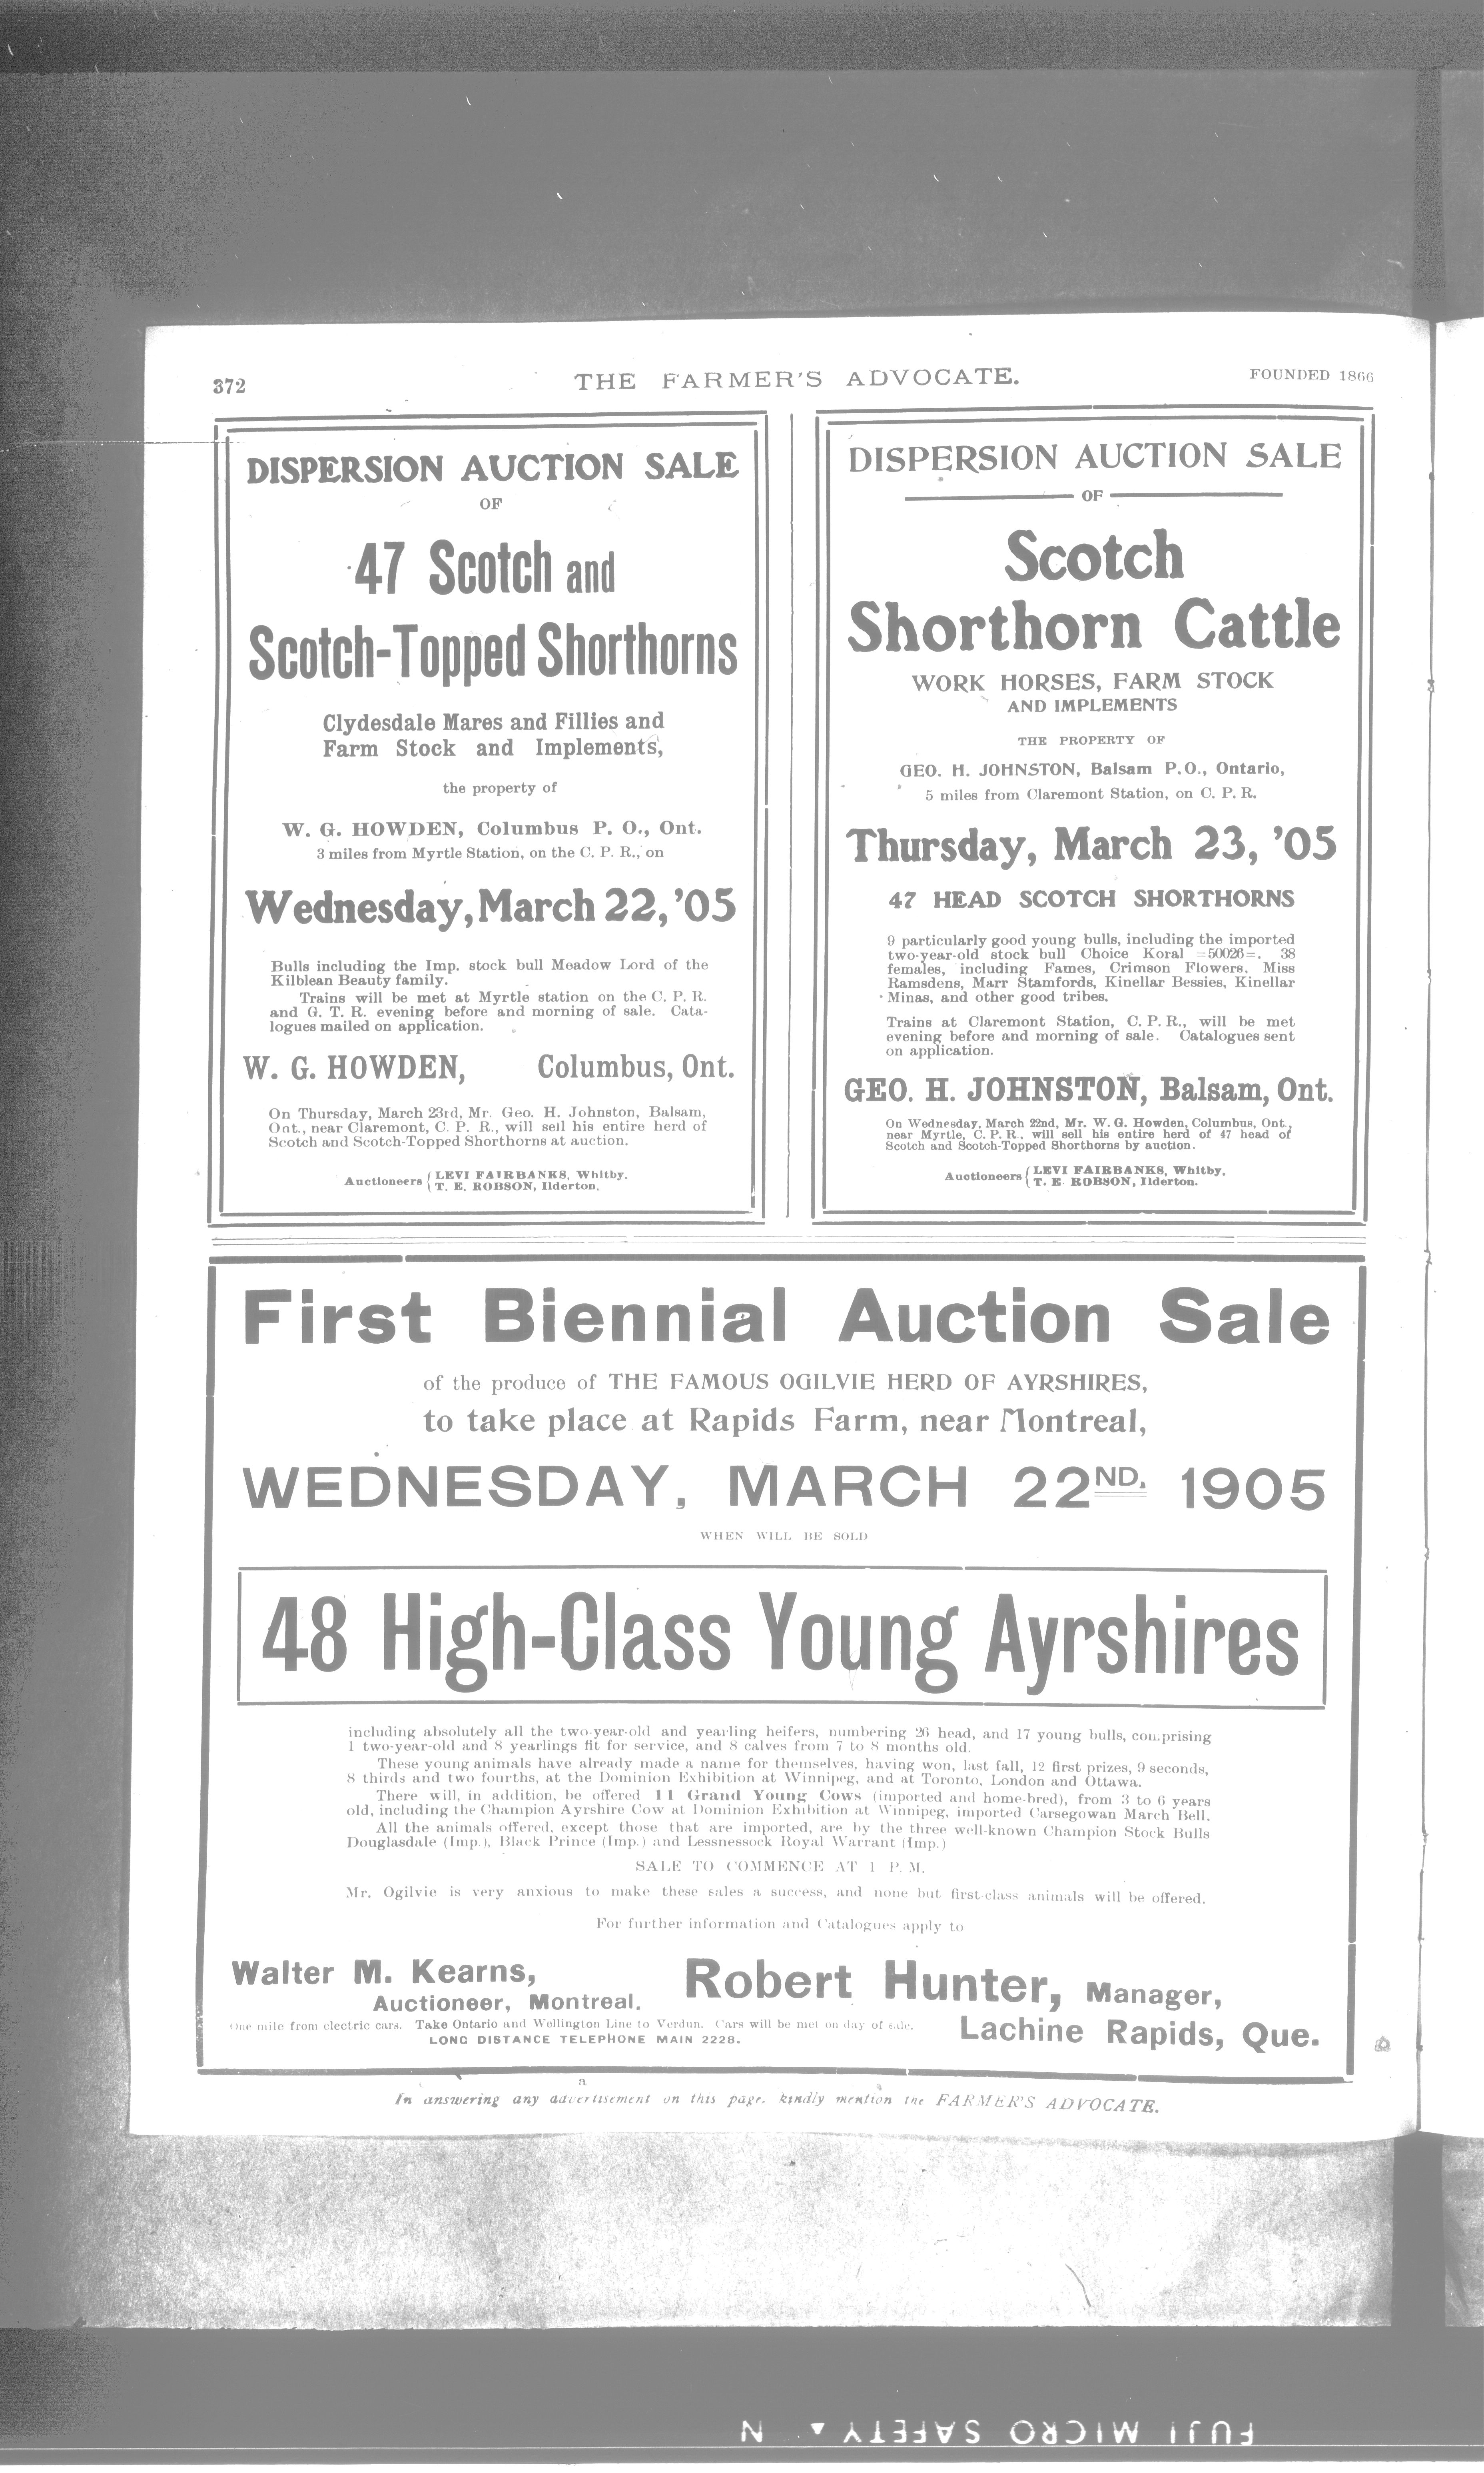 372
THE FARMER'S ADVOCATE.
FOUNDED 1866
DISPERSION AUCTION SALE
OF
47 Scotch and
Scotch-Topped Shorthorns
Clydesdale Mares and Fillies and
Farm Stock and Implements,
the property of
W. G. HOWDEN, Columbus P. O., Ont.
3 miles from Myrtle Station, on the C. P. R., on
Wednesday, March 22, '05
Bulls including the Imp. stock bull Meadow Lord of the
Kilblean Beauty family.
Trains will be met at Myrtle station on the C. P. R.
and G. T. R. evening before and morning of sale. Cata-
logues mailed on application.
W. G. HOWDEN, Columbus, Ont.
On Thursday, March 23rd, Mr. Geo. H. Johnston, Balsam,
Ont., near Claremont, C. P. R., will sell his entire herd of
Scotch and Scotch-Topped Shorthorns at auction.
Auctioneers { LEVI FAIRBANKS, Whitby.
T. E. ROBSON, Ilderton.
DISPERSION AUCTION SALE
OF
Scotch
Shorthorn Cattle
WORK HORSES, FARM STOCK
AND IMPLEMENTS
THE PROPERTY OF
GEO. H. JOHNSTON, Balsam P.O., Ontario,
5 miles from Claremont Station, on C. P. R.
Thursday, March 23, '05
47 HEAD SCOTCH SHORTHORNS
9 particularly good young bulls, including the imported
two-year-old stock bull Choice Koral =50026=. 38
females, including Fames, Crimson Flowers, Miss
Ramsdens, Marr Stamfords, Kinellar Bessies, Kinellar
Minas, and other good tribes.
Trains at Claremont Station, C. P. R., will be met
evening before and morning of sale. Catalogues sent
on application.
GEO. H. JOHNSTON, Balsam, Ont.
On Wednesday, March 22nd, Mr. W. G. Howden, Columbus, Ont.,
near Myrtle, C. P. R., will sell his entire herd of 47 head of
Scotch and Scotch-Topped Shorthorns by auction.
Auctioneers { LEVI FAIRBANKS, Whitby.
T. E. ROBSON, Ilderton.
First Biennial Auction Sale
of the produce of THE FAMOUS OGILVIE HERD OF AYRSHIRES,
to take place at Rapids Farm, near Montreal,
WEDNESDAY, MARCH 22ND, 1905
WHEN WILL BE SOLD
48 High-Class Young Ayrshires
including absolutely all the two-year-old and yearling heifers, numbering 26 head, and 17 young bulls, comprising
1 two-year-old and 8 yearlings fit for service, and 8 calves from 7 to 8 months old.
These young animals have already made a name for themselves, having won, last fall, 12 first prizes, 9 seconds,
8 thirds and two fourths, at the Dominion Exhibition at Winnipeg, and at Toronto, London and Ottawa.
There will, in addition, be offered 11 Grand Young Cows (imported and home-bred), from 3 to 6 years
old, including the Champion Ayrshire Cow at Dominion Exhibition at Winnipeg, imported Carsegowan March Bell.
All the animals offered, except those that are imported, are by the three well-known Champion Stock Bulls
Douglasdale (Imp.), Black Prince (Imp.) and Lessnessock Royal Warrant (Imp.)
SALE TO COMMENCE AT 1 P. M.
Mr. Ogilvie is very anxious to make these sales a success, and none but first-class animals will be offered.
For further information and Catalogues apply to
Walter M. Kearns,
Auctioneer, Montreal.
Robert Hunter, Manager,
Lachine Rapids, Que.
One mile from electric cars. Take Ontario and Wellington Line to Verdun. Cars will be met on day of sale.
LONG DISTANCE TELEPHONE MAIN 2228.
In answering any advertisement on this page, kindly mention the FARMER'S ADVOCATE.
FUJI MICRO SAFETY ▲ N